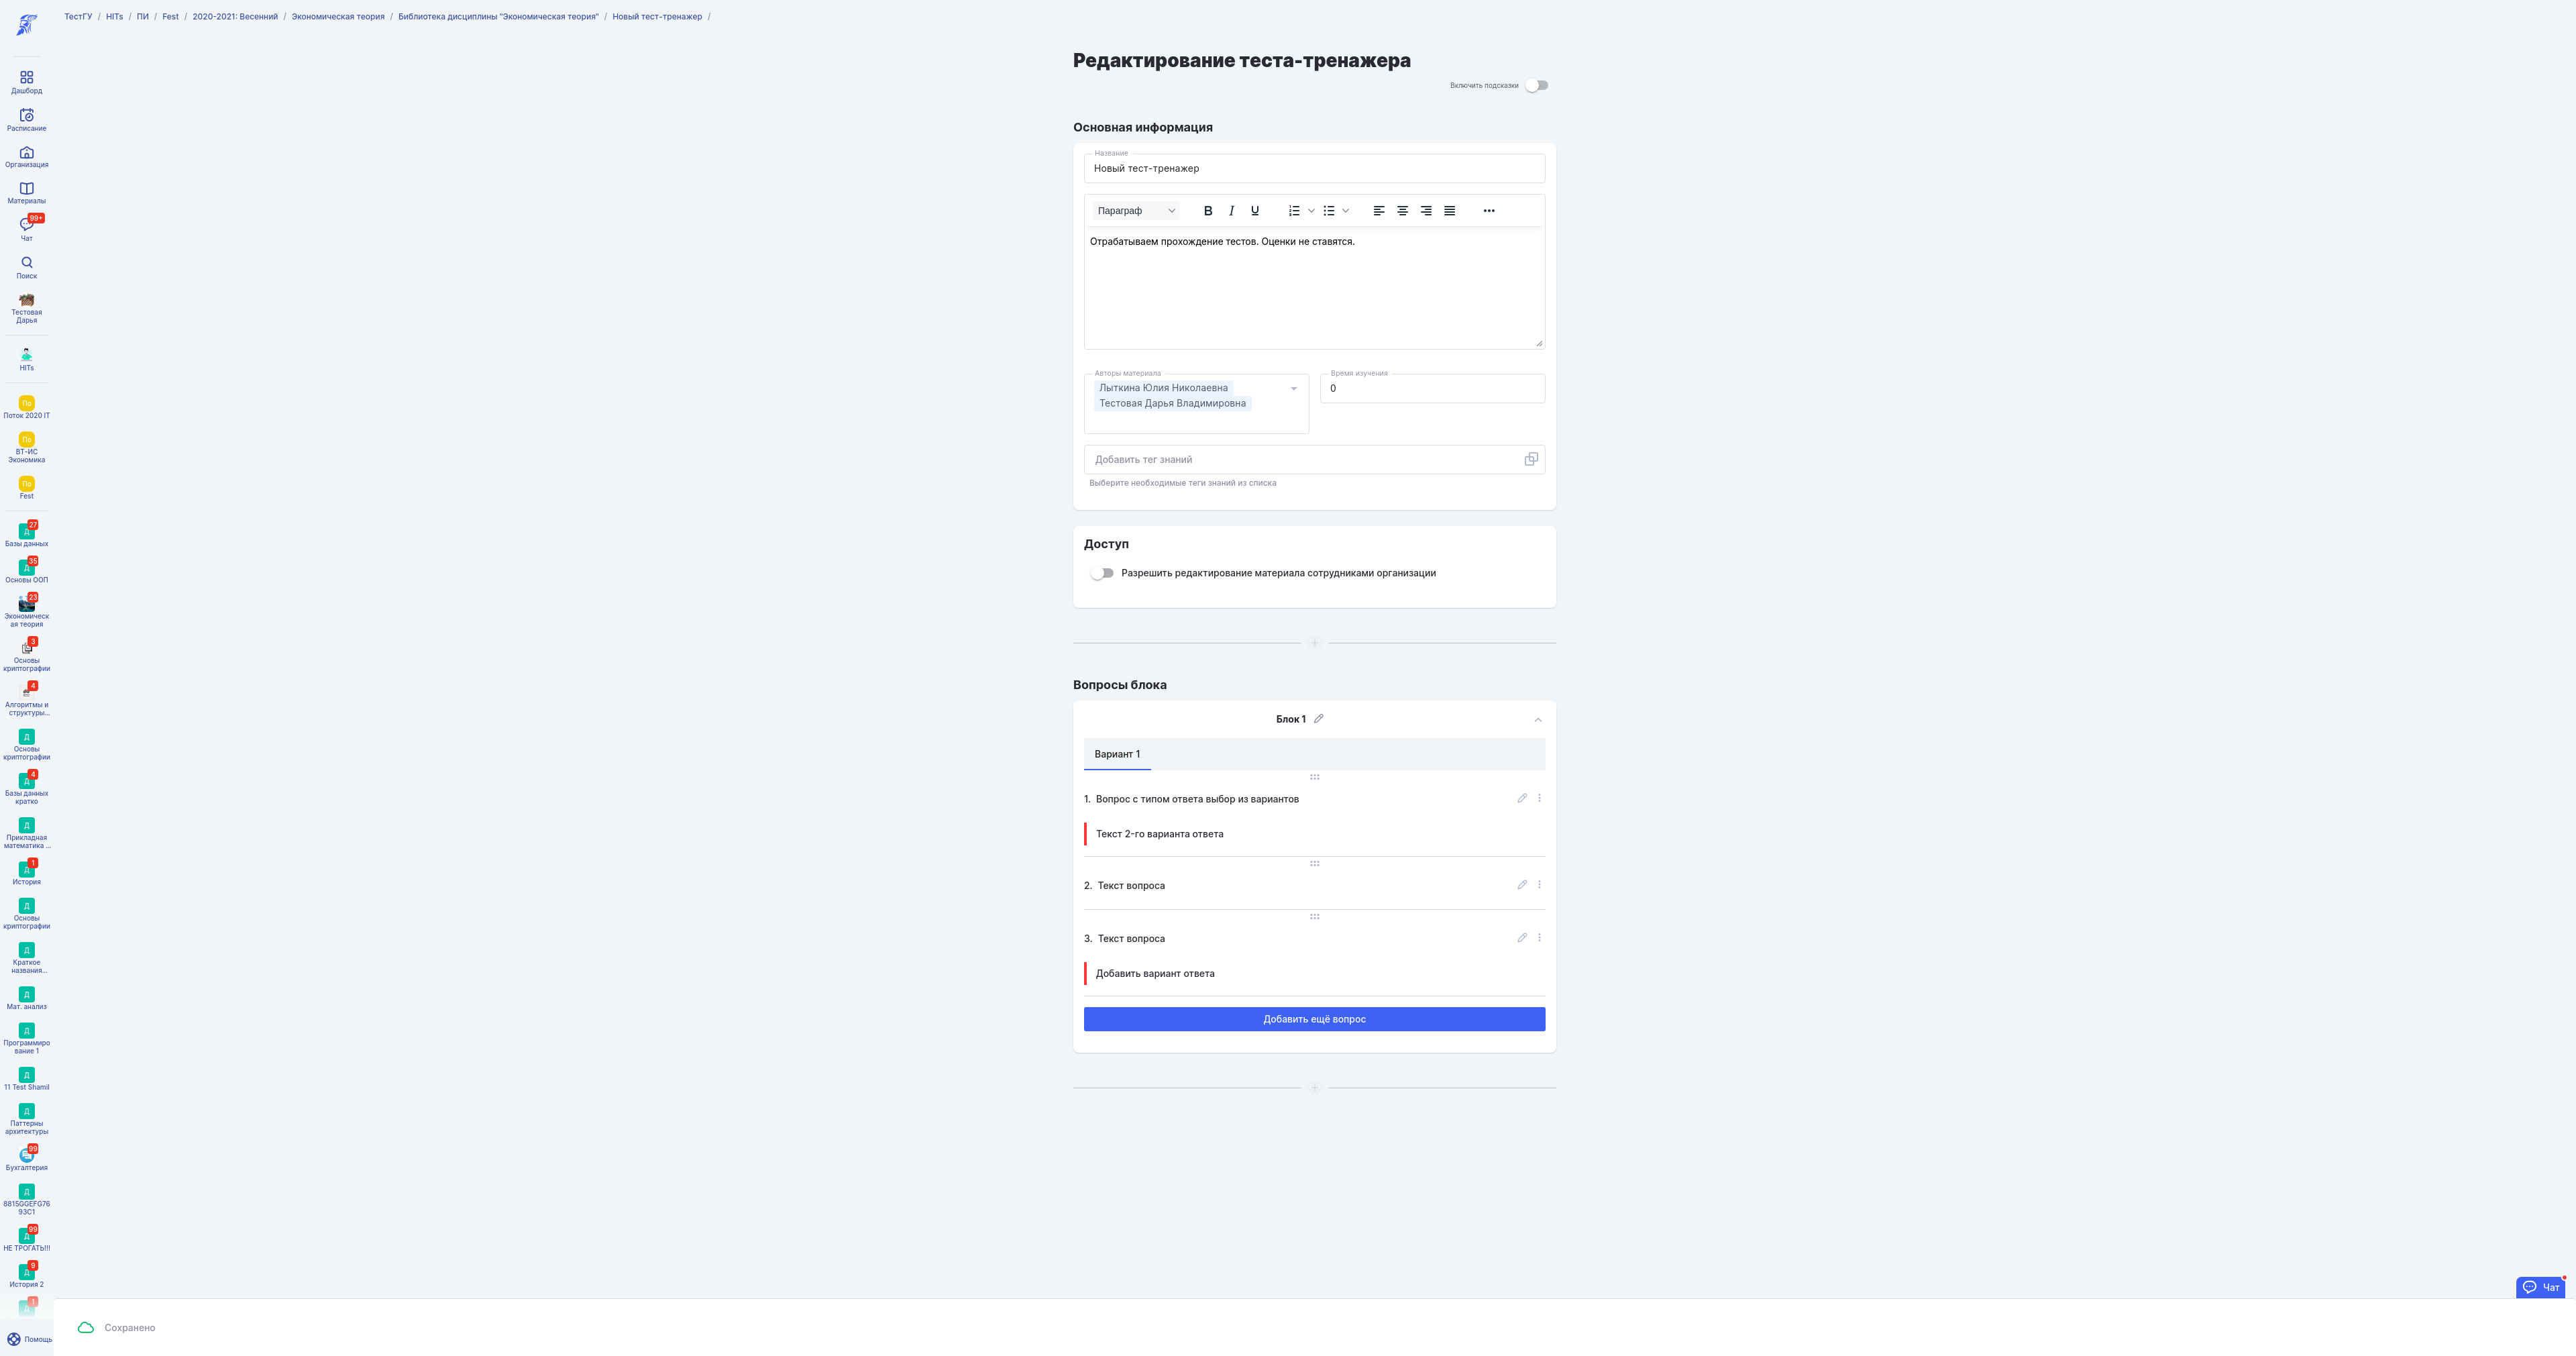 ТестГУ / HITs / ПИ / Fest / 2020-2021: Весенний / Экономическая теория / Библиотека дисциплины "Экономическая теория" / Новый тест-тренажер /
Дашборд
Расписание
Организация
Материалы
99+
Чат
Поиск
Тестовая
Дарья
HITs
По
Поток 2020 IT
По
ВТ-ИС
Экономика
По
Fest
27
Д
Базы данных
35
Д
Основы ООП
23
Экономическ
ая теория
3
Основы
криптографии
4
Алгоритмы и
структуры...
Д
Основы
криптографии
4
Д
Базы данных
кратко
Д
Прикладная
математика ...
1
Д
История
Д
Основы
криптографии
Д
Краткое
названия...
Д
Мат. анализ
Д
Программиро
вание 1
Д
11 Test Shamil
Д
Паттерны
архитектуры
99
Бухгалтерия
Д
8815GGEFG76
93C1
99
Д
НЕ ТРОГАТЬ!!!
9
Д
История 2
1
Д
Помощь
Редактирование теста-тренажера
Включить подсказки
Основная информация
Название
Новый тест-тренажер
Параграф
B I U
Отрабатываем прохождение тестов. Оценки не ставятся.
Авторы материала
Лыткина Юлия Николаевна
Тестовая Дарья Владимировна
Время изучения
0
Добавить тег знаний
Выберите необходимые теги знаний из списка
Доступ
Разрешить редактирование материала сотрудниками организации
Вопросы блока
Блок 1
Вариант 1
1. Вопрос с типом ответа выбор из вариантов
Текст 2-го варианта ответа
2. Текст вопроса
3. Текст вопроса
Добавить вариант ответа
Добавить ещё вопрос
Чат
Сохранено